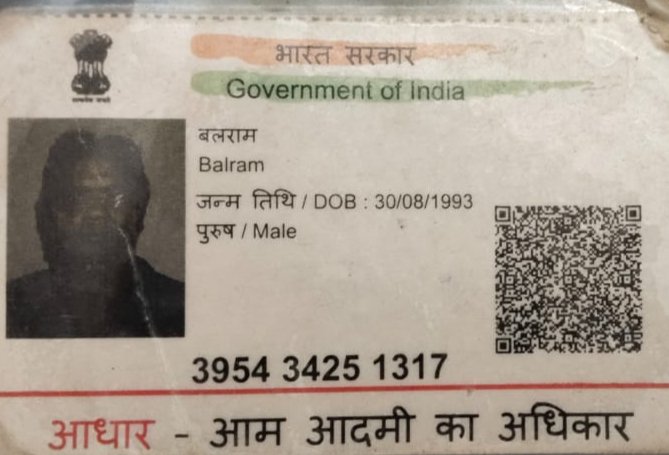 भारत सरकार
Government of India
बलराम
Balram
जन्म तिथि / DOB : 30/08/1993
पुरुष / Male
3954 3425 1317
आधार - आम आदमी का अधिकार